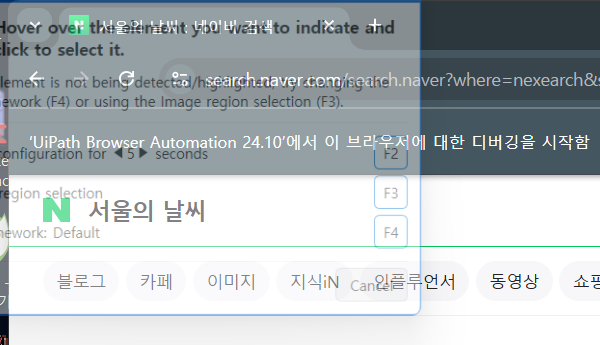 Hover over the element you want to indicate and
click to select it.
서울의 날씨 : 네이버 검색
search.naver.com/search.naver?where=nexearch&s
element is not being detected/highlighted, try changing the
mework (F4) or using the Image region selection (F3).
'UiPath Browser Automation 24.10'에서 이 브라우저에 대한 디버깅을 시작함
configuration for ◀ 5 ▶ seconds F2
region selection F3
서울의 날씨
mework: Default F4
블로그 카페 이미지 지식iN 인플루언서 동영상 쇼핑
Cancel